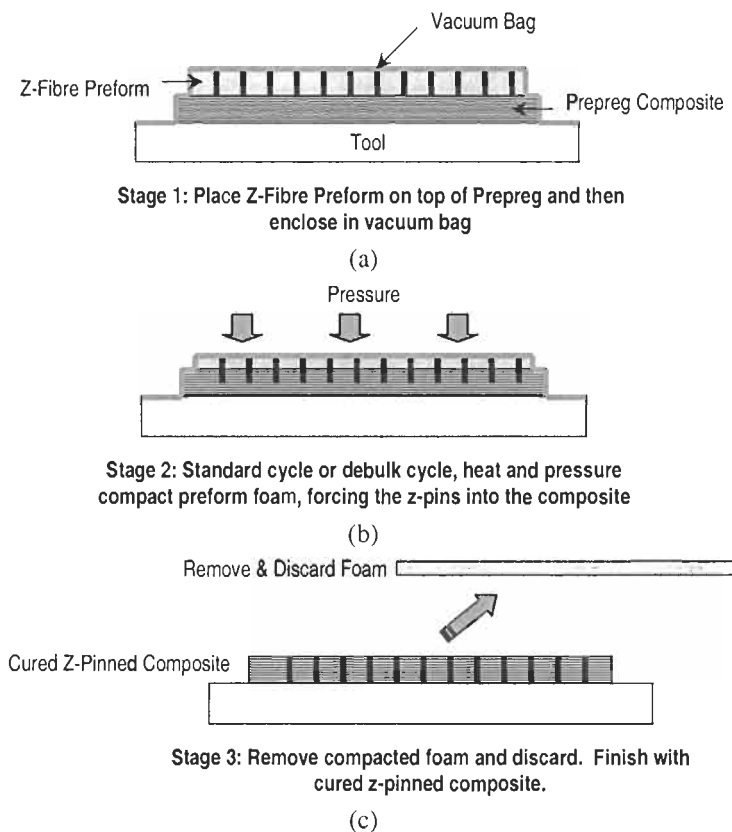 Vacuum Bag
Z-Fibre Preform
Prepreg Composite
Tool
Stage 1: Place Z-Fibre Preform on top of Prepreg and then
enclose in vacuum bag
(a)
Pressure
Stage 2: Standard cycle or debulk cycle, heat and pressure
compact preform foam, forcing the z-pins into the composite
(b)
Remove & Discard Foam
Cured Z-Pinned Composite
Stage 3: Remove compacted foam and discard. Finish with
cured z-pinned composite.
(c)